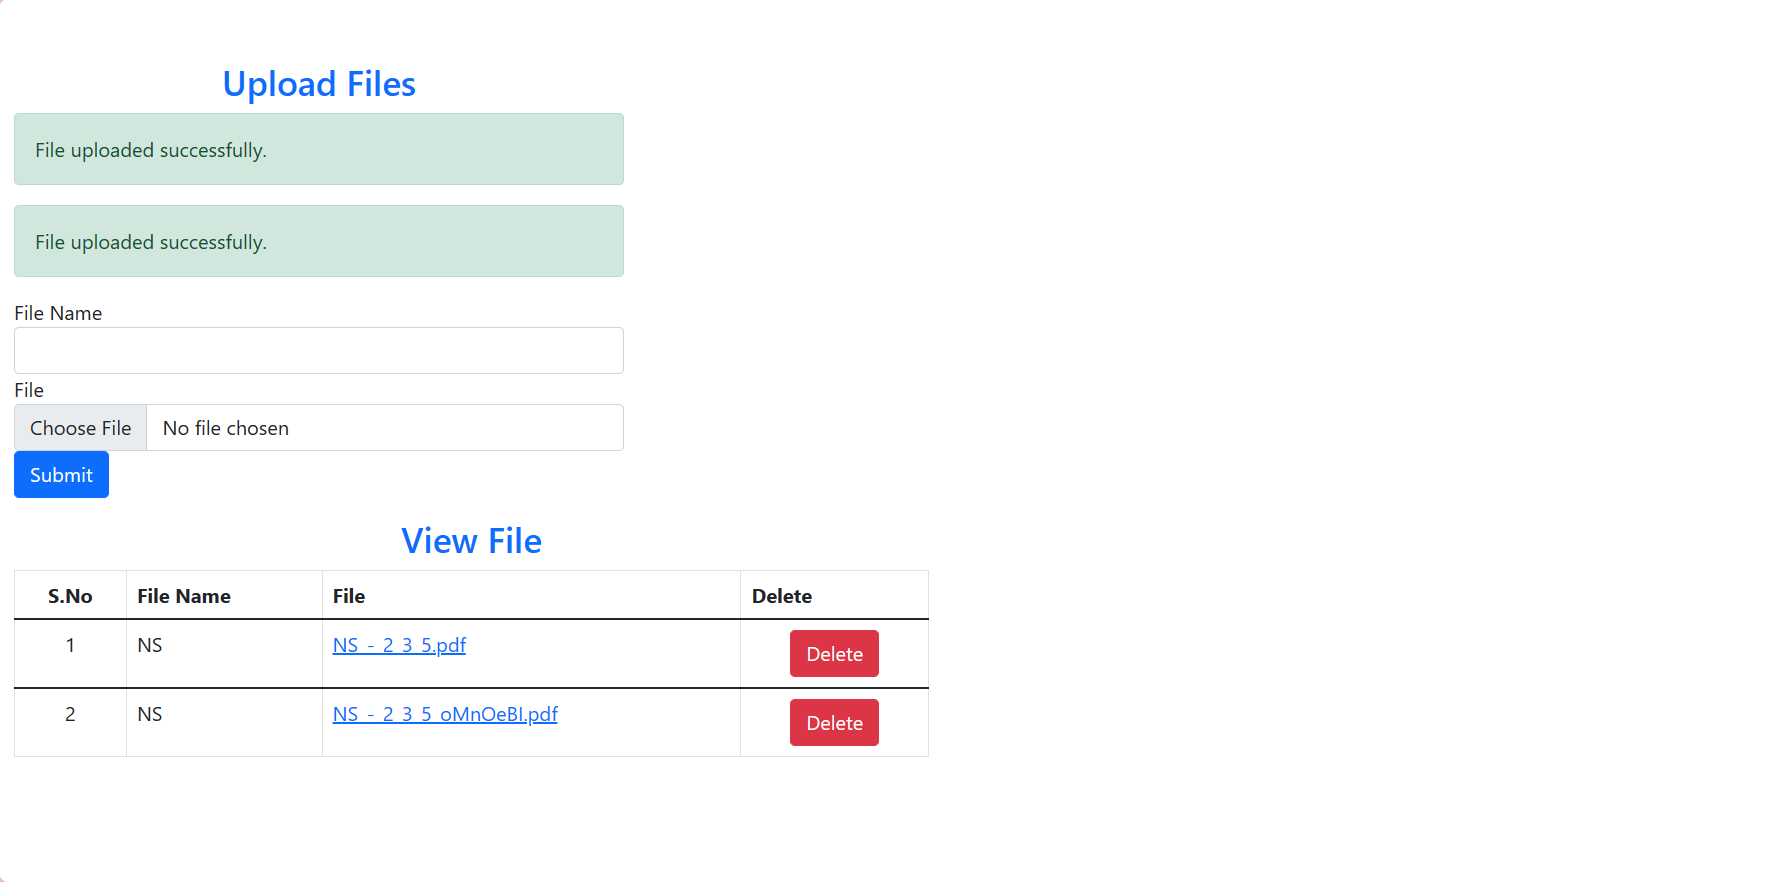 Upload Files
File uploaded successfully.
File uploaded successfully.
File Name
File
Choose File No file chosen
Submit
View File
S.No File Name File Delete
1 NS NS_-_2_3_5.pdf Delete
2 NS NS_-_2_3_5_oMnOeBI.pdf Delete